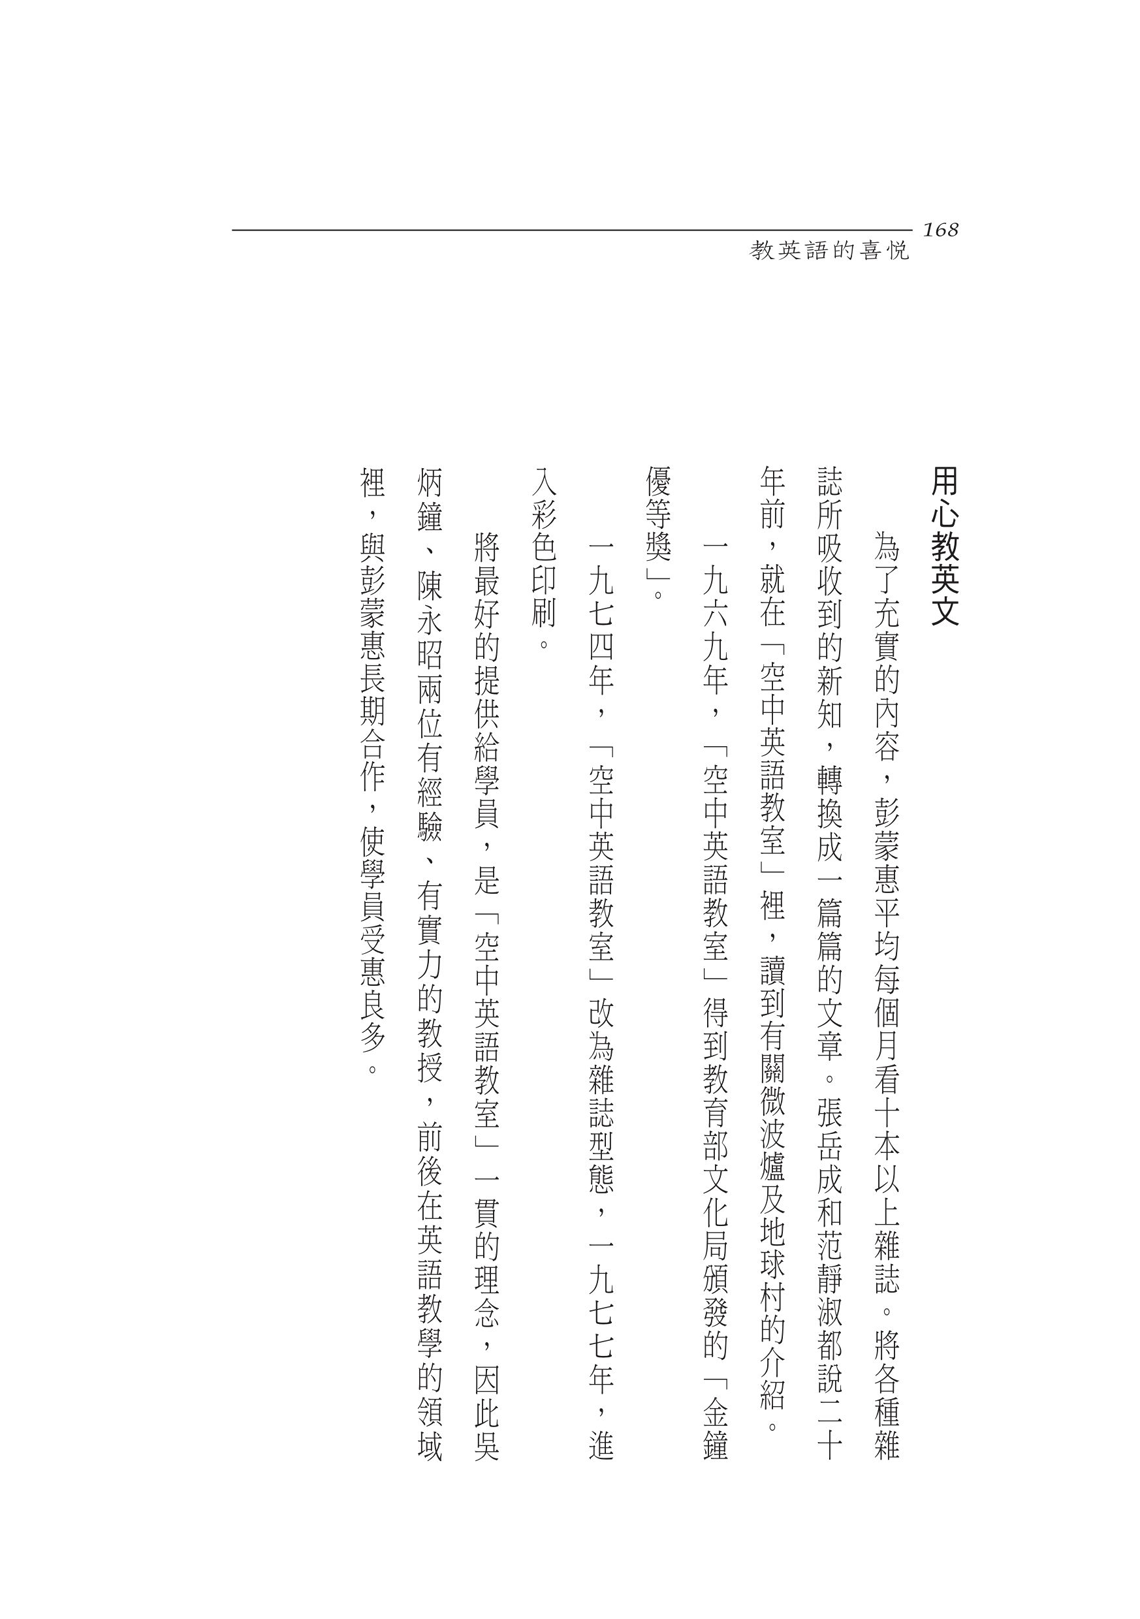 168
教英語的喜悅
用心教英文
為了充實的內容，彭蒙惠平均每個月看十本以上雜誌。將各種雜
誌所吸收到的新知，轉換成一篇篇的文章。張岳成和范靜淑都說二十
年前，就在「空中英語教室」裡，讀到有關微波爐及地球村的介紹。
一九六九年，「空中英語教室」得到教育部文化局頒發的「金鐘
優等獎」。
一九七四年，「空中英語教室」改為雜誌型態，一九七七年，進
入彩色印刷。
將最好的提供給學員，是「空中英語教室」一貫的理念，因此吳
炳鐘、陳永昭兩位有經驗、有實力的教授，前後在英語教學的領域
裡，與彭蒙惠長期合作，使學員受惠良多。